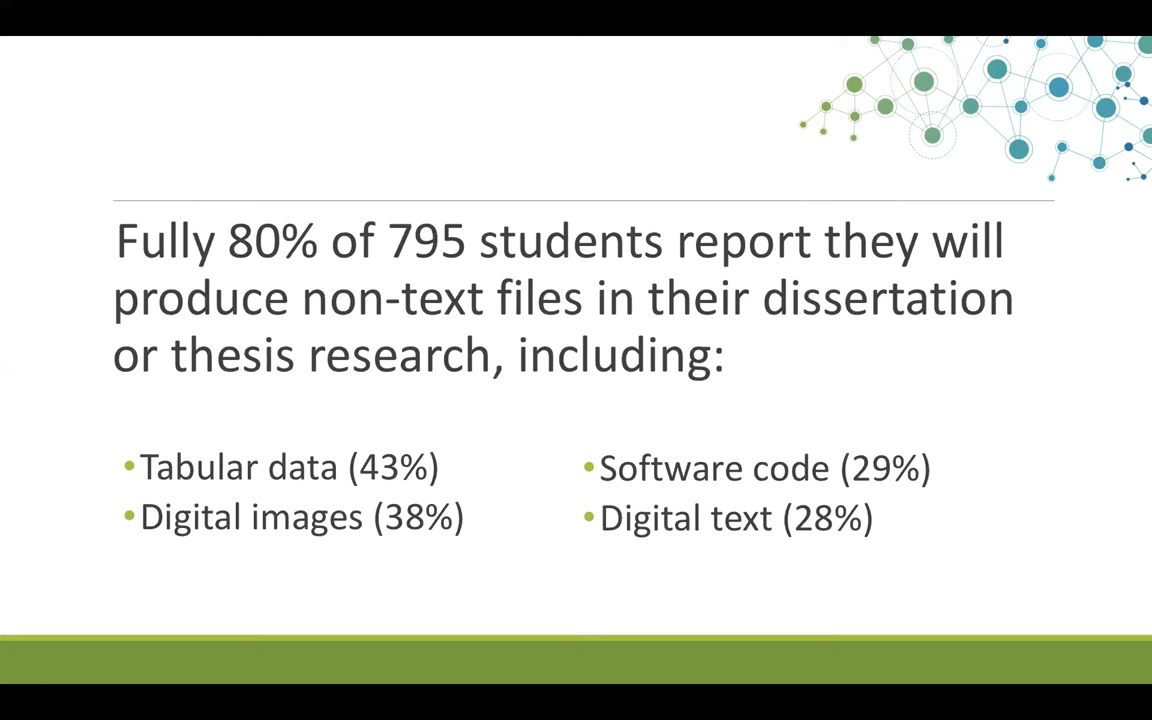 Fully 80% of 795 students report they will
produce non-text files in their dissertation
or thesis research, including:
•Tabular data (43%)
•Digital images (38%)
•Software code (29%)
•Digital text (28%)